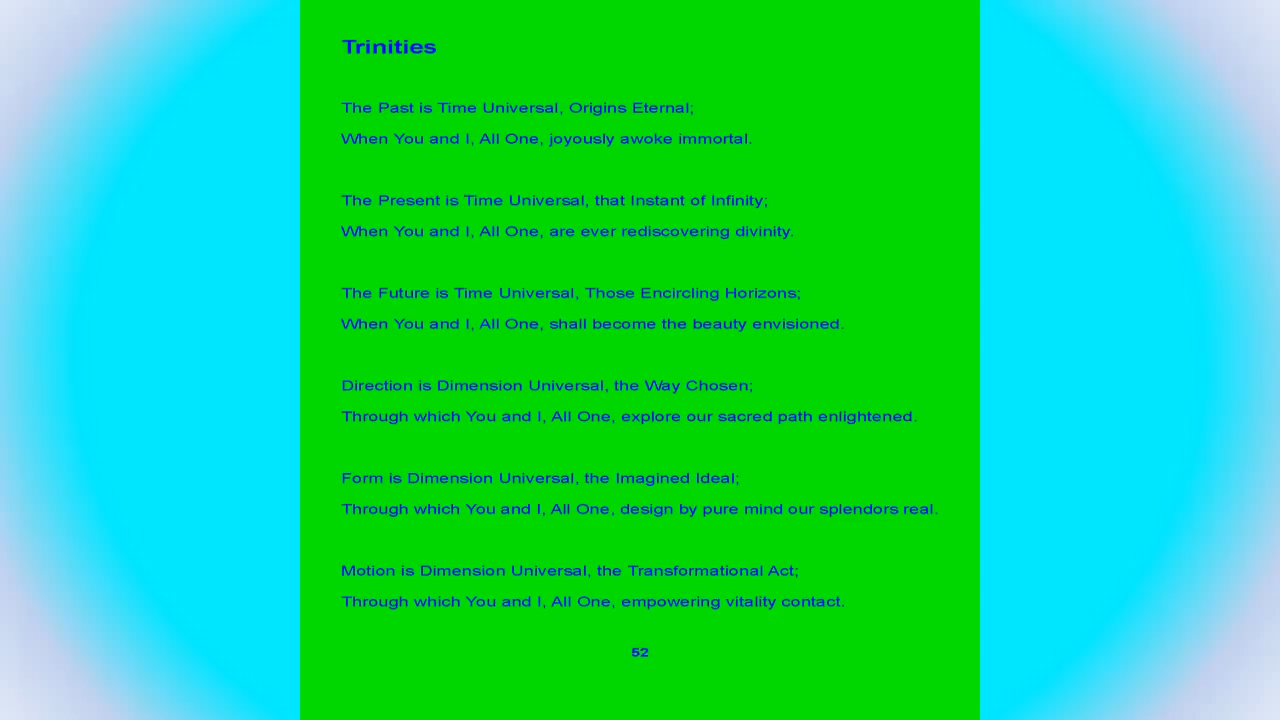 Trinities
The Past is Time Universal, Origins Eternal;
When You and I, All One, joyously awoke immortal.
The Present is Time Universal, that Instant of Infinity;
When You and I, All One, are ever rediscovering divinity.
The Future is Time Universal, Those Encircling Horizons;
When You and I, All One, shall become the beauty envisioned.
Direction is Dimension Universal, the Way Chosen;
Through which You and I, All One, explore our sacred path enlightened.
Form is Dimension Universal, the Imagined Ideal;
Through which You and I, All One, design by pure mind our splendors real.
Motion is Dimension Universal, the Transformational Act;
Through which You and I, All One, empowering vitality contact.
52